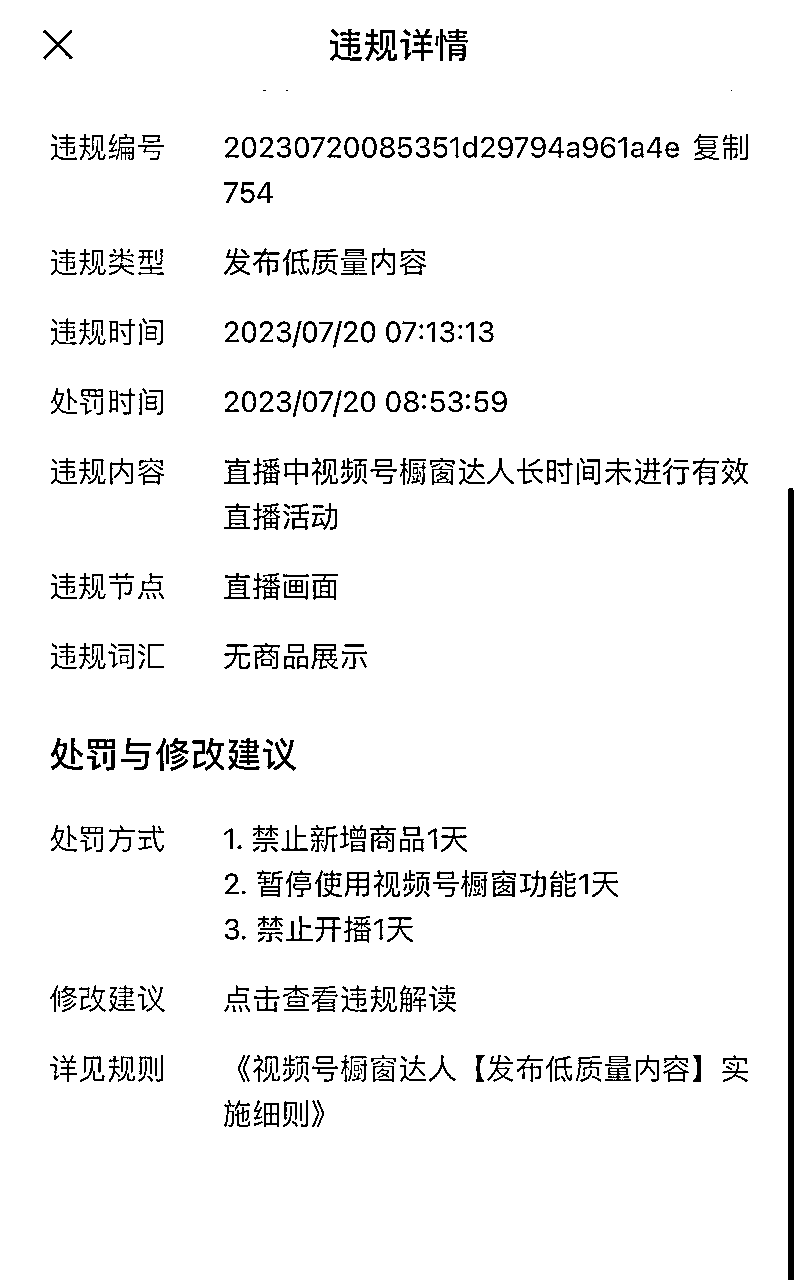 违规详情
违规编号 20230720085351d29794a961a4e 复制
754
违规类型 发布低质量内容
违规时间 2023/07/20 07:13:13
处罚时间 2023/07/20 08:53:59
违规内容 直播中视频号橱窗达人长时间未进行有效
直播活动
违规节点 直播画面
违规词汇 无商品展示
处罚与修改建议
处罚方式 1. 禁止新增商品1天
2. 暂停使用视频号橱窗功能1天
3. 禁止开播1天
修改建议 点击查看违规解读
详见规则 《视频号橱窗达人【发布低质量内容】实
施细则》